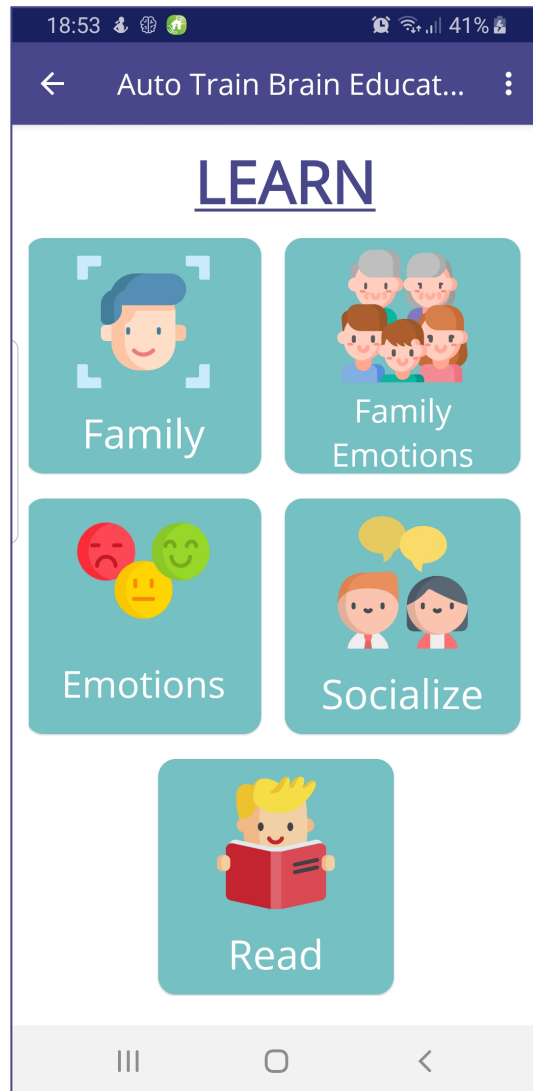 18:53 41%
Auto Train Brain Educat...
LEARN
Family
Family
Emotions
Emotions
Socialize
Read